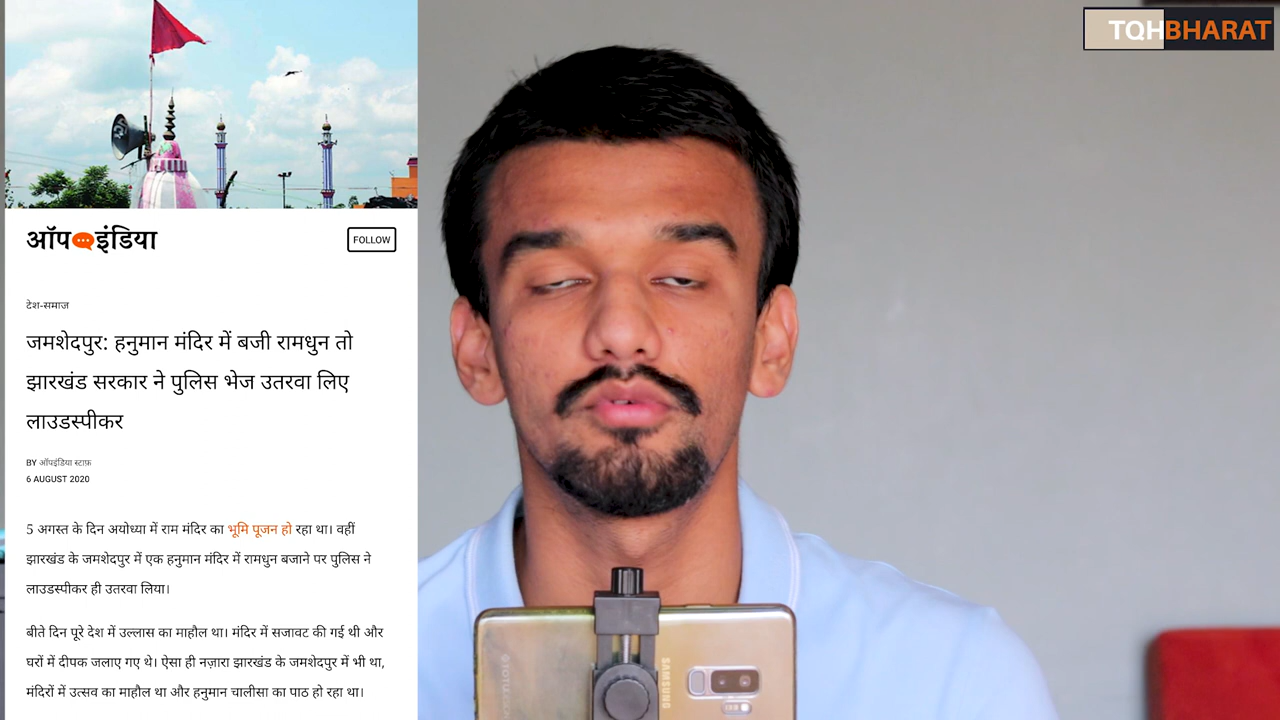 TQHBHARAT
ऑपइंडिया
FOLLOW
देश-समाज
जमशेदपुर: हनुमान मंदिर में बजी रामधुन तो
झारखंड सरकार ने पुलिस भेज उतरवा लिए
लाउडस्पीकर
BY ऑपइंडिया स्टाफ़
6 AUGUST 2020
5 अगस्त के दिन अयोध्या में राम मंदिर का भूमि पूजन हो रहा था। वहीं
झारखंड के जमशेदपुर में एक हनुमान मंदिर में रामधुन बजाने पर पुलिस ने
लाउडस्पीकर ही उतरवा लिया।
बीते दिन पूरे देश में उल्लास का माहौल था। मंदिर में सजावट की गई थी और
घरों में दीपक जलाए गए थे। ऐसा ही नज़ारा झारखंड के जमशेदपुर में भी था,
मंदिरों में उत्सव का माहौल था और हनुमान चालीसा का पाठ हो रहा था।
SAMSUNG